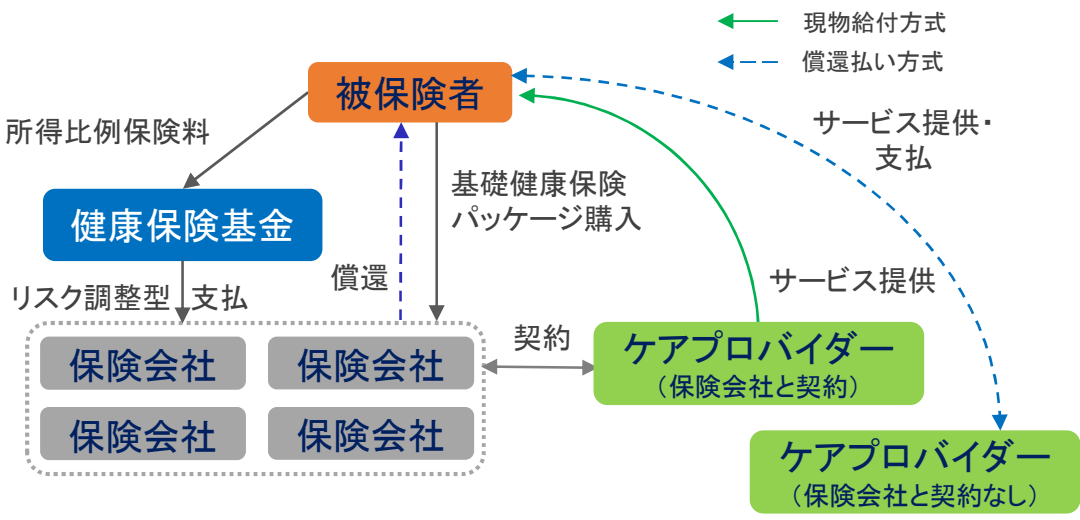 現物給付方式
償還払い方式
被保険者
所得比例保険料
サービス提供・
支払
基礎健康保険
パッケージ購入
健康保険基金
償還
サービス提供
リスク調整型 支払
契約
ケアプロバイダー
（保険会社と契約）
保険会社
保険会社
保険会社
保険会社
ケアプロバイダー
（保険会社と契約なし）